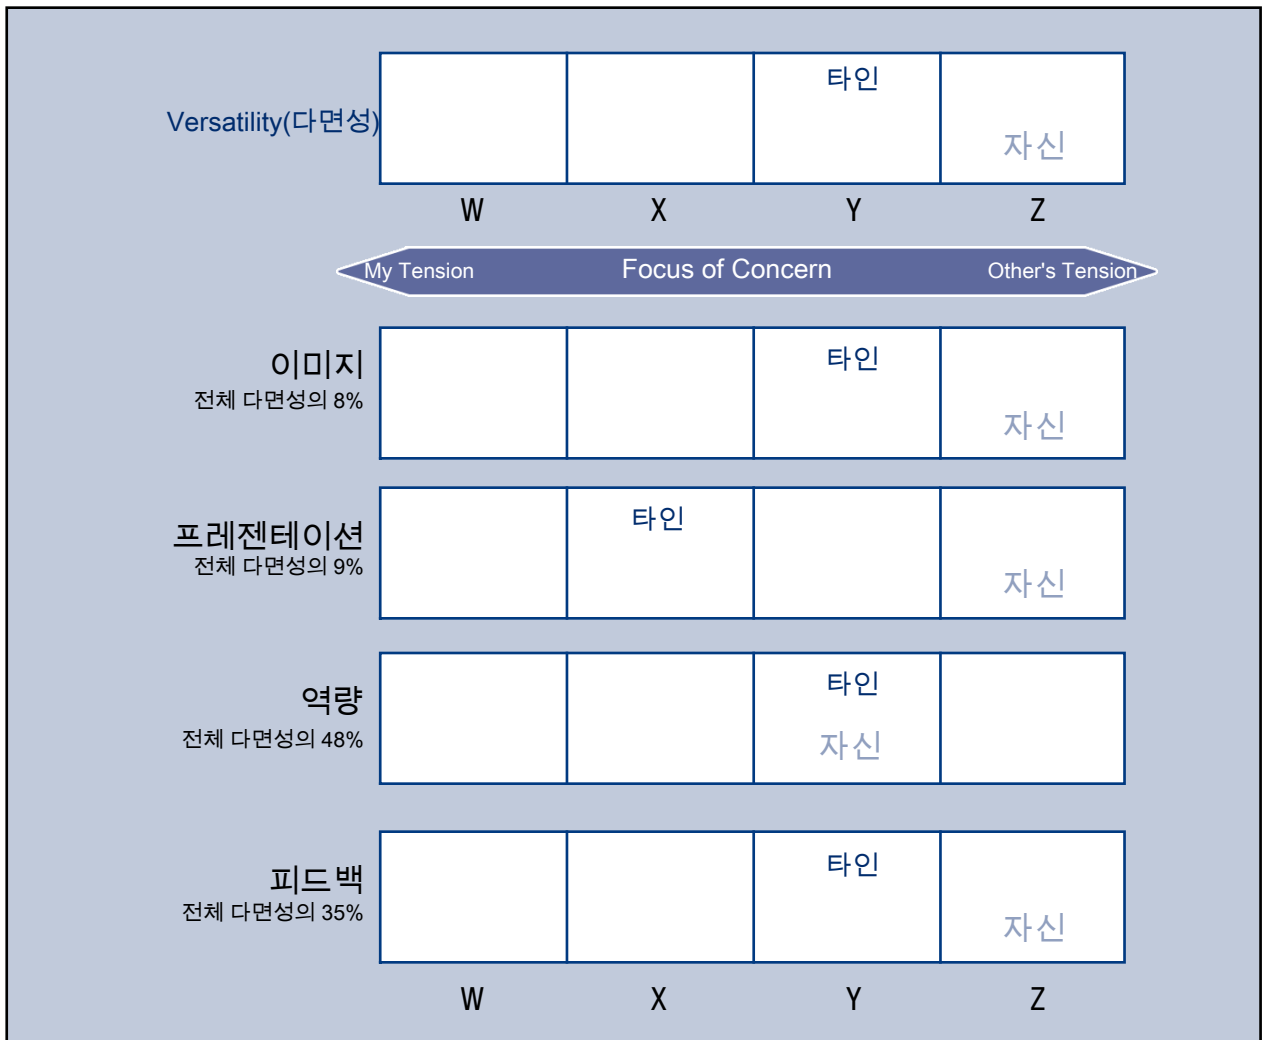 타인
Versatility(다면성)
자신
W X Y Z
My Tension Focus of Concern Other's Tension
이미지
전체 다면성의 8%
타인
자신
프레젠테이션
전체 다면성의 9%
타인
자신
역량
전체 다면성의 48%
타인
자신
피드백
전체 다면성의 35%
타인
자신
W X Y Z